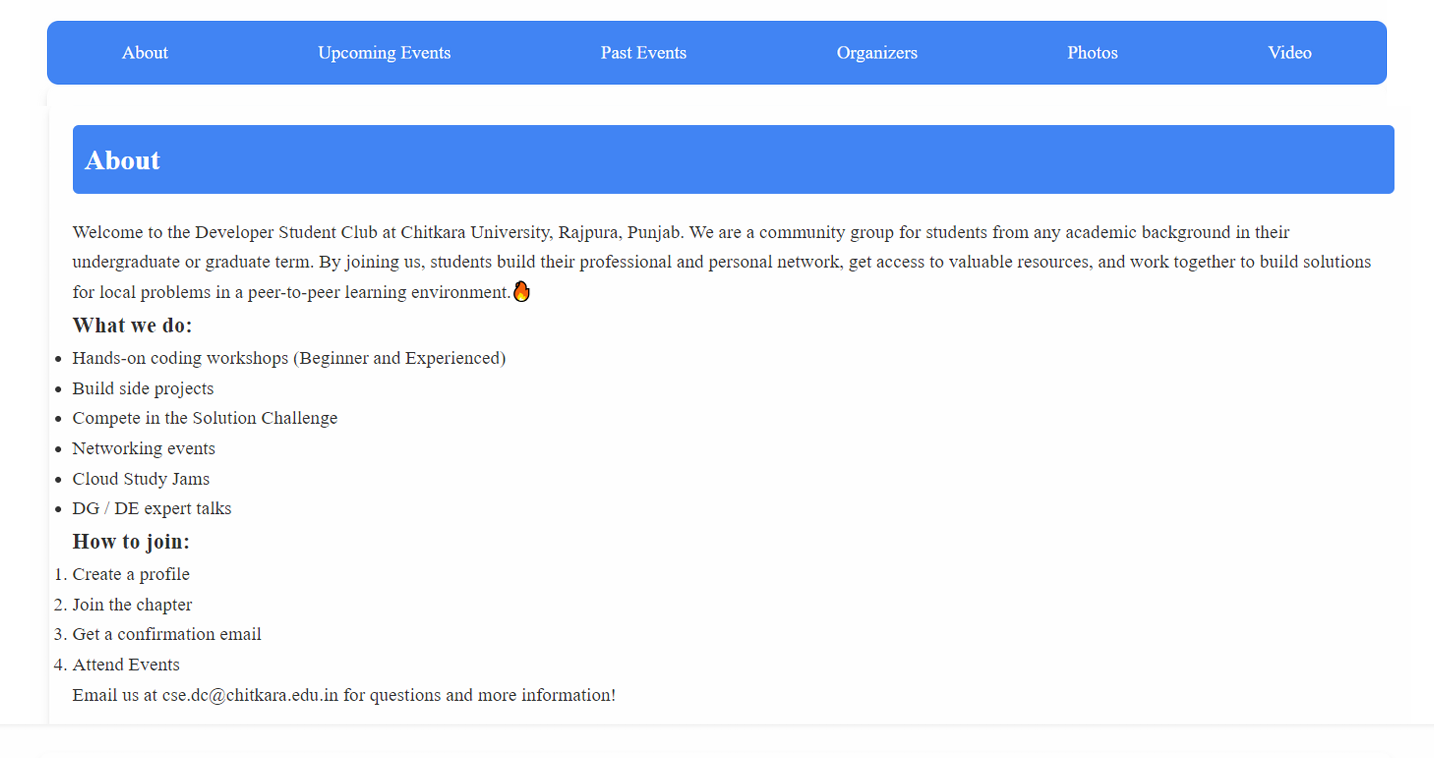 About Upcoming Events Past Events Organizers Photos Video
About
Welcome to the Developer Student Club at Chitkara University, Rajpura, Punjab. We are a community group for students from any academic background in their
undergraduate or graduate term. By joining us, students build their professional and personal network, get access to valuable resources, and work together to build solutions
for local problems in a peer-to-peer learning environment.🔥
What we do:
• Hands-on coding workshops (Beginner and Experienced)
• Build side projects
• Compete in the Solution Challenge
• Networking events
• Cloud Study Jams
• DG / DE expert talks
How to join:
1. Create a profile
2. Join the chapter
3. Get a confirmation email
4. Attend Events
Email us at cse.dc@chitkara.edu.in for questions and more information!